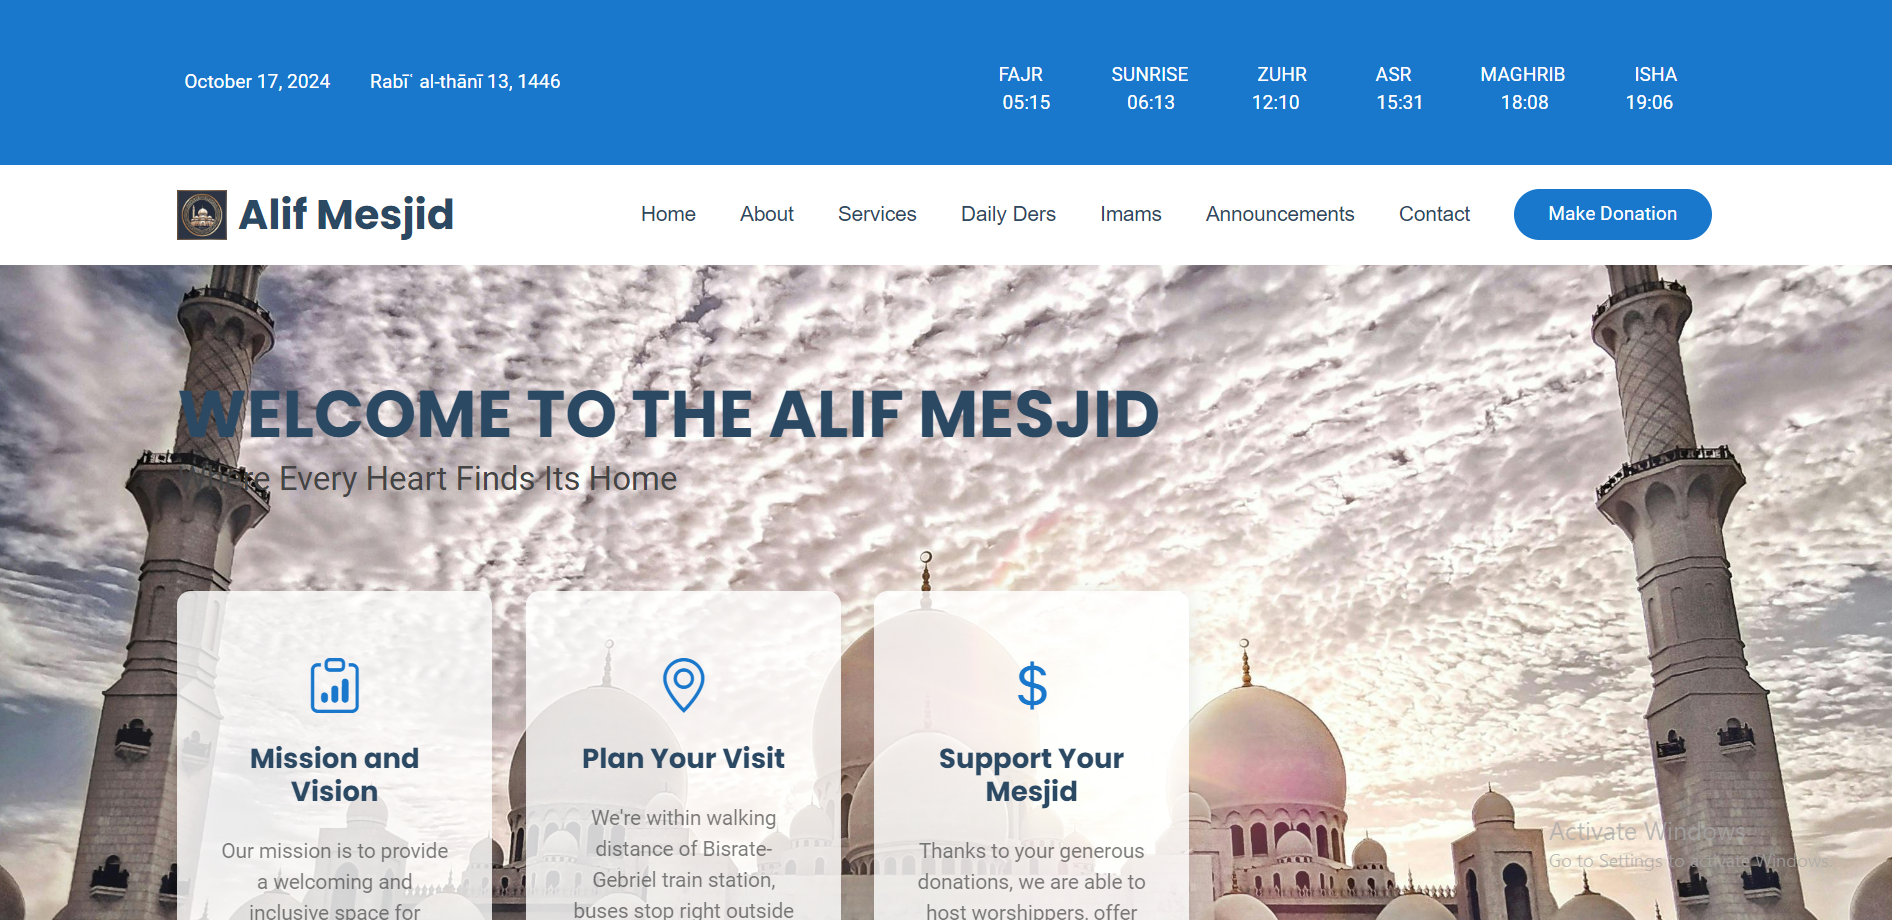 October 17, 2024 Rabīʿ al-thānī 13, 1446
FAJR SUNRISE ZUHR ASR MAGHRIB ISHA
05:15 06:13 12:10 15:31 18:08 19:06
Alif Mesjid
Home About Services Daily Ders Imams Announcements Contact Make Donation
WELCOME TO THE ALIF MESJID
Where Every Heart Finds Its Home
Mission and
Vision
Our mission is to provide
a welcoming and
inclusive space for
Plan Your Visit
We're within walking
distance of Bisrate-
Gebriel train station,
buses stop right outside
Support Your
Mesjid
Thanks to your generous
donations, we are able to
host worshippers, offer
Activate Windows
Go to Settings to activate Windows.